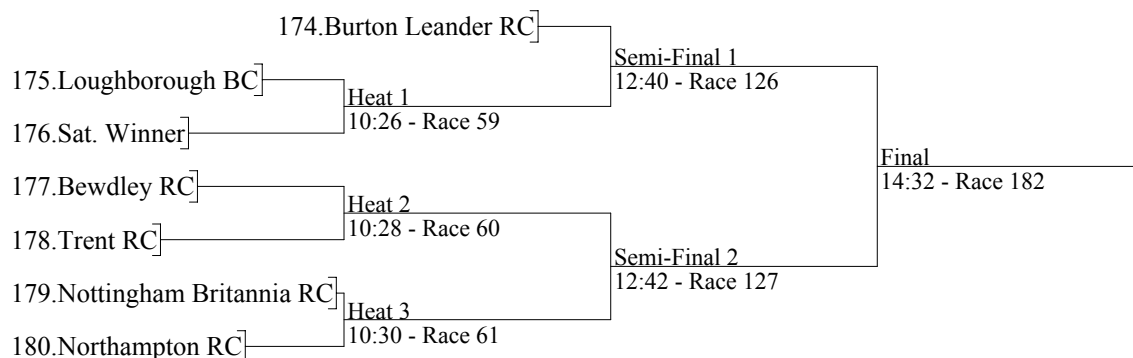 174.Burton Leander RC
Semi-Final 1
12:40 - Race 126
175.Loughborough BC
Heat 1
10:26 - Race 59
176.Sat. Winner
Final
14:32 - Race 182
177.Bewdley RC
Heat 2
10:28 - Race 60
178.Trent RC
Semi-Final 2
12:42 - Race 127
179.Nottingham Britannia RC
Heat 3
10:30 - Race 61
180.Northampton RC